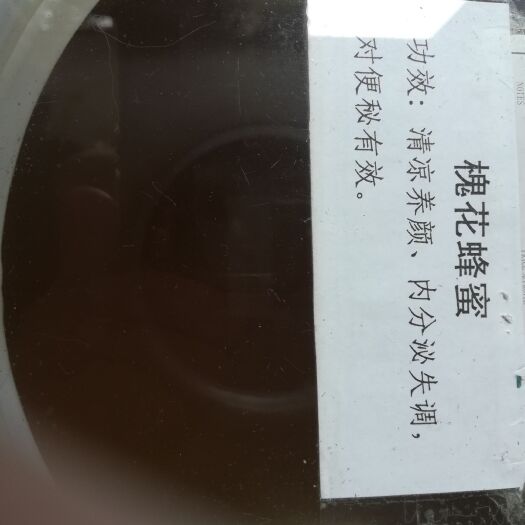 槐花蜂蜜
功效：清凉养颜、内分泌失调，
对便秘有效。